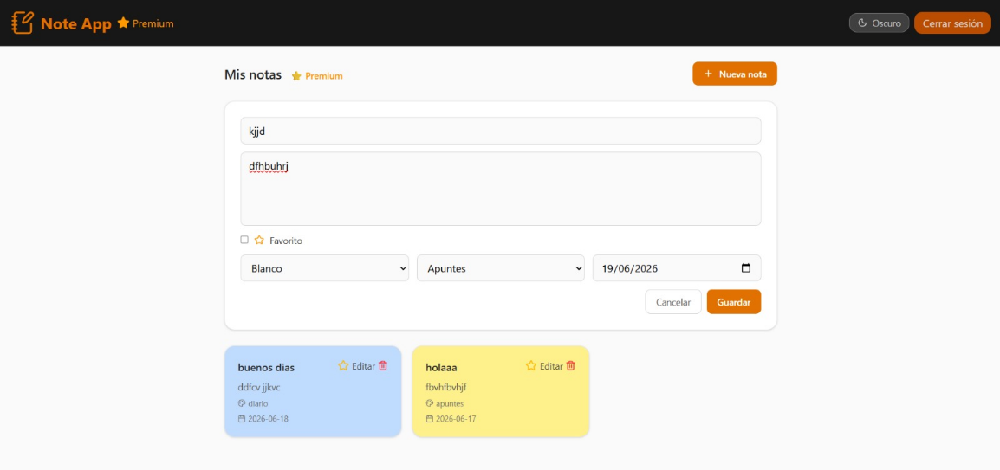 Note App Premium
Oscuro
Cerrar sesión
Mis notas Premium
+ Nueva nota
kjjd
dfhbuhrj
Favorito
Blanco
Apuntes
19/06/2026
Cancelar
Guardar
buenos dias
Editar
ddfcv jjkvc
diario
2026-06-18
holaaa
Editar
fbvhfbvhjf
apuntes
2026-06-17